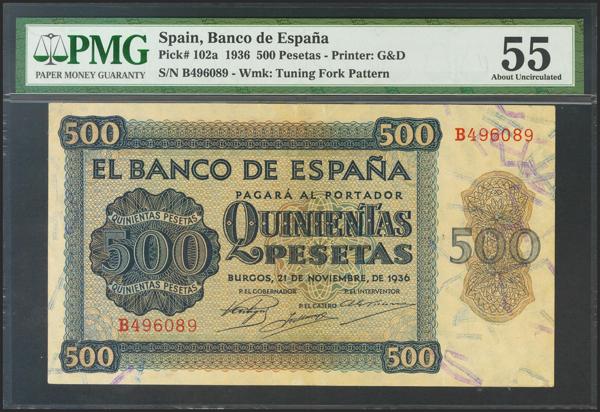 PMG
PAPER MONEY GUARANTY
Spain, Banco de España
Pick# 102a 1936 500 Pesetas - Printer: G&D
S/N B496089 - Wmk: Tuning Fork Pattern
55
About Uncirculated
500
500
B496089
EL BANCO DE ESPAÑA
PAGARÁ AL PORTADOR
QUINIENTAS PESETAS
500
QUINIENTAS PESETAS
QUINIENTAS
PESETAS
500
BURGOS, 21 DE NOVIEMBRE, DE 1936
P.EL GOBERNADOR
P.EL CAJERO
P.EL INTERVENTOR
B496089
500
500